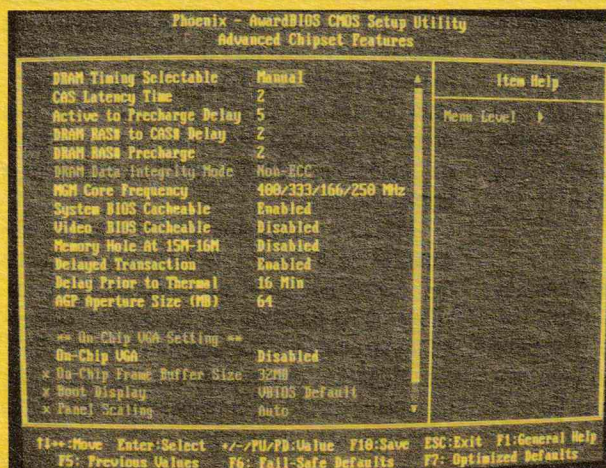 Phoenix - AwardBIOS CMOS Setup Utility
Advanced Chipset Features
DRAM Timing Selectable Manual
CAS Latency Time 2
Active to Precharge Delay 5
DRAM RAS# to CAS# Delay 2
DRAM RAS# Precharge 2
DRAM Data Integrity Mode Non-ECC
MGM Core Frequency 400/333/166/250 MHz
System BIOS Cacheable Enabled
Video BIOS Cacheable Disabled
Memory Hole At 15M-16M Disabled
Delayed Transaction Enabled
Delay Prior to Thermal 16 Min
AGP Aperture Size (MB) 64
** On-Chip VGA Setting **
On-Chip VGA Disabled
x On-Chip Frame Buffer Size 32MB
x Boot Display VBIOS Default
x Panel Scaling Auto
Item Help
Menu Level ▸
↑↓→←:Move Enter:Select +/-/PU/PD:Value F10:Save ESC:Exit F1:General Help
F5: Previous Values F6: Fail-Safe Defaults F7: Optimized Defaults